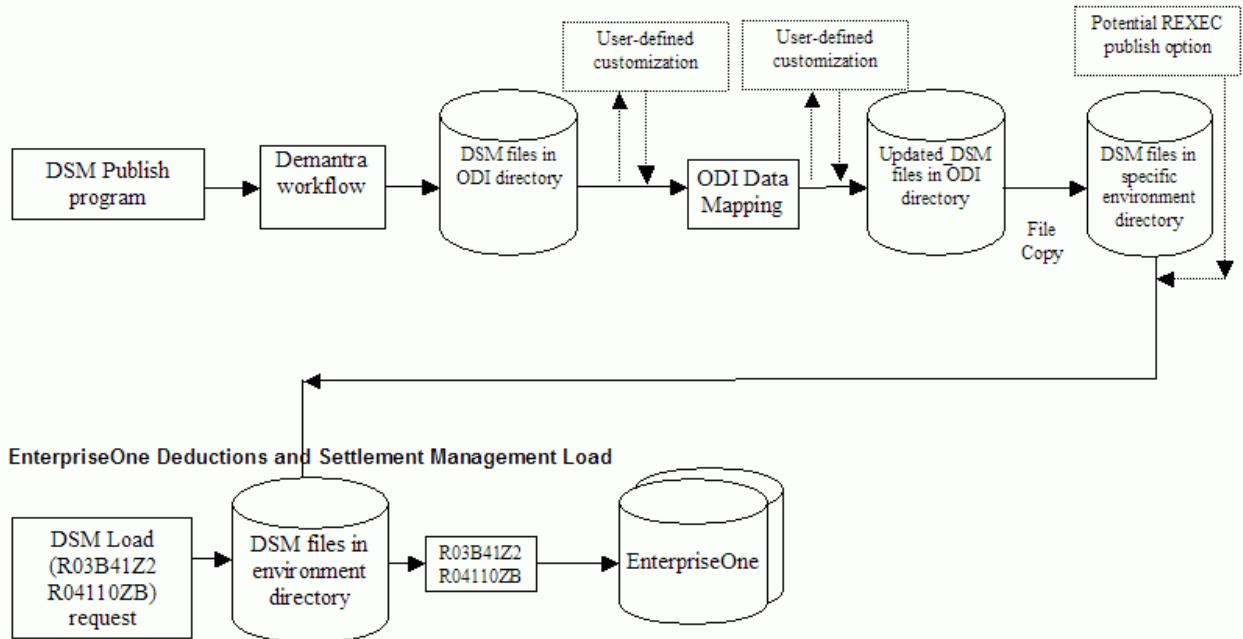 User-defined
customization
User-defined
customization
Potential REXEC
publish option
DSM Publish
program
Demantra
workflow
DSM files in
ODI directory
ODI Data
Mapping
Updated_DSM
files in ODI
directory
File
Copy
DSM files in
specific
environment
directory
EnterpriseOne Deductions and Settlement Management Load
DSM Load
(R03B41Z2
R04110ZB)
request
DSM files in
environment
directory
R03B41Z2
R04110ZB
EnterpriseOne